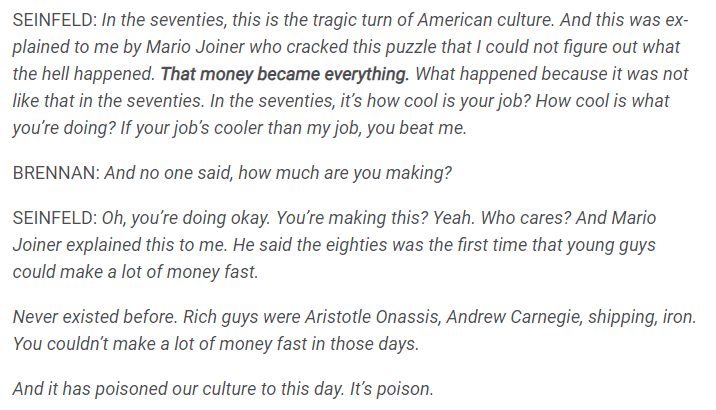 SEINFELD: In the seventies, this is the tragic turn of American culture. And this was ex-
plained to me by Mario Joiner who cracked this puzzle that I could not figure out what
the hell happened. That money became everything. What happened because it was not
like that in the seventies. In the seventies, it’s how cool is your job? How cool is what
you’re doing? If your job’s cooler than my job, you beat me.
BRENNAN: And no one said, how much are you making?
SEINFELD: Oh, you’re doing okay. You’re making this? Yeah. Who cares? And Mario
Joiner explained this to me. He said the eighties was the first time that young guys
could make a lot of money fast.
Never existed before. Rich guys were Aristotle Onassis, Andrew Carnegie, shipping, iron.
You couldn’t make a lot of money fast in those days.
And it has poisoned our culture to this day. It’s poison.